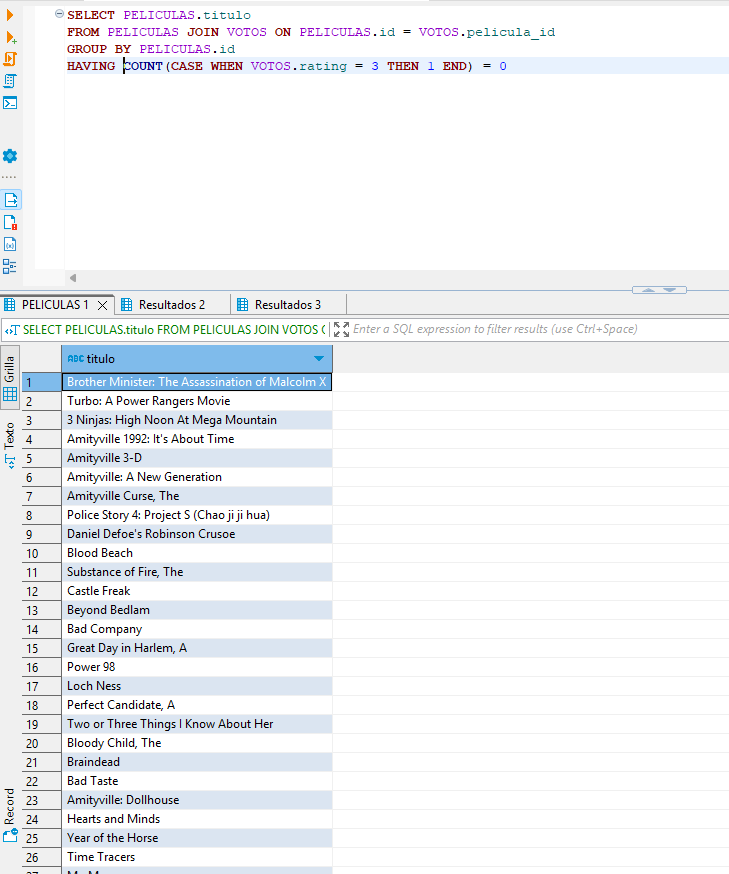 SELECT PELICULAS.titulo
FROM PELICULAS JOIN VOTOS ON PELICULAS.id = VOTOS.pelicula_id
GROUP BY PELICULAS.id
HAVING COUNT(CASE WHEN VOTOS.rating = 3 THEN 1 END) = 0
PELICULAS 1 Resultados 2 Resultados 3
SELECT PELICULAS.titulo FROM PELICULAS JOIN VOTOS Enter a SQL expression to filter results (use Ctrl+Space)
Grilla
Texto
Record
ABC titulo
1 Brother Minister: The Assassination of Malcolm X
2 Turbo: A Power Rangers Movie
3 3 Ninjas: High Noon At Mega Mountain
4 Amityville 1992: It's About Time
5 Amityville 3-D
6 Amityville: A New Generation
7 Amityville Curse, The
8 Police Story 4: Project S (Chao ji ji hua)
9 Daniel Defoe's Robinson Crusoe
10 Blood Beach
11 Substance of Fire, The
12 Castle Freak
13 Beyond Bedlam
14 Bad Company
15 Great Day in Harlem, A
16 Power 98
17 Loch Ness
18 Perfect Candidate, A
19 Two or Three Things I Know About Her
20 Bloody Child, The
21 Braindead
22 Bad Taste
23 Amityville: Dollhouse
24 Hearts and Minds
25 Year of the Horse
26 Time Tracers